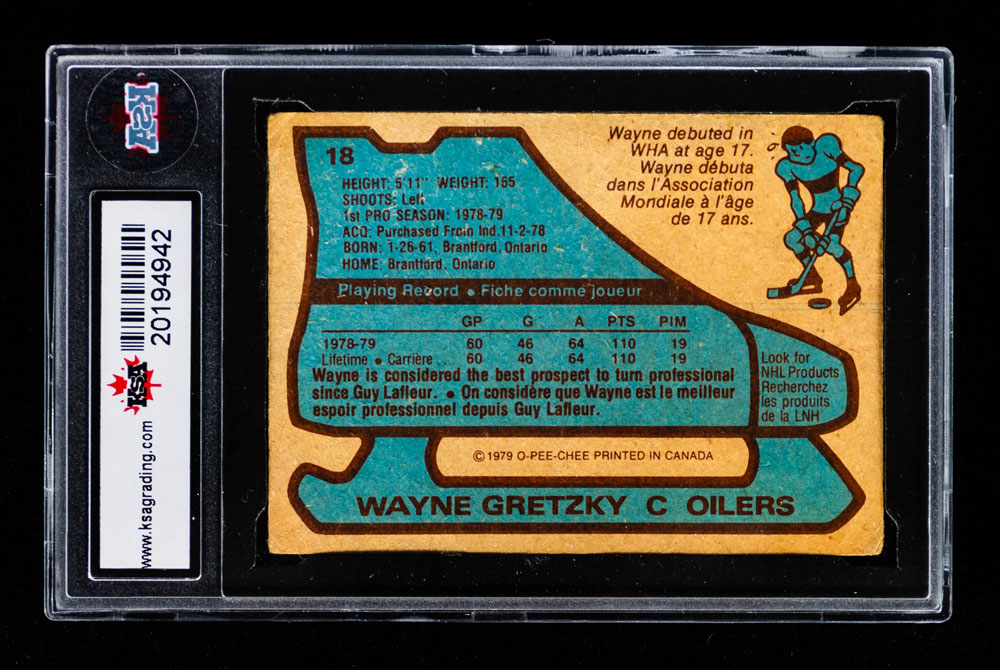 KSA
20194942
KSA
www.ksagrading.com
18
HEIGHT: 5'11" WEIGHT: 165
SHOOTS: Left
1st PRO SEASON: 1978-79
ACQ: Purchased From Ind.11-2-78
BORN: 1-26-61, Brantford, Ontario
HOME: Brantford, Ontario
Wayne debuted in
WHA at age 17.
Wayne débuta
dans l'Association
Mondiale à l'âge
de 17 ans.
Playing Record • Fiche comme joueur
GP G A PTS PIM
1978-79 60 46 64 110 19
Lifetime • Carrière .. 60 46 64 110 19
Wayne is considered the best prospect to turn professional
since Guy Lafleur. • On considère que Wayne est le meilleur
espoir professionnel depuis Guy Lafleur.
Look for
NHL Products
Recherchez
les produits
de la LNH
© 1979 O-PEE-CHEE PRINTED IN CANADA
WAYNE GRETZKY C OILERS